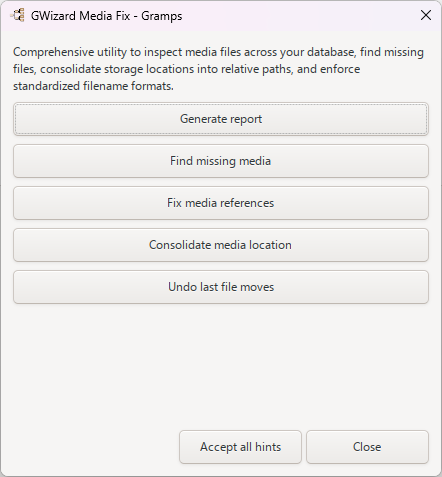 GWizard Media Fix - Gramps
Comprehensive utility to inspect media files across your database, find missing
files, consolidate storage locations into relative paths, and enforce
standardized filename formats.
Generate report
Find missing media
Fix media references
Consolidate media location
Undo last file moves
Accept all hints
Close